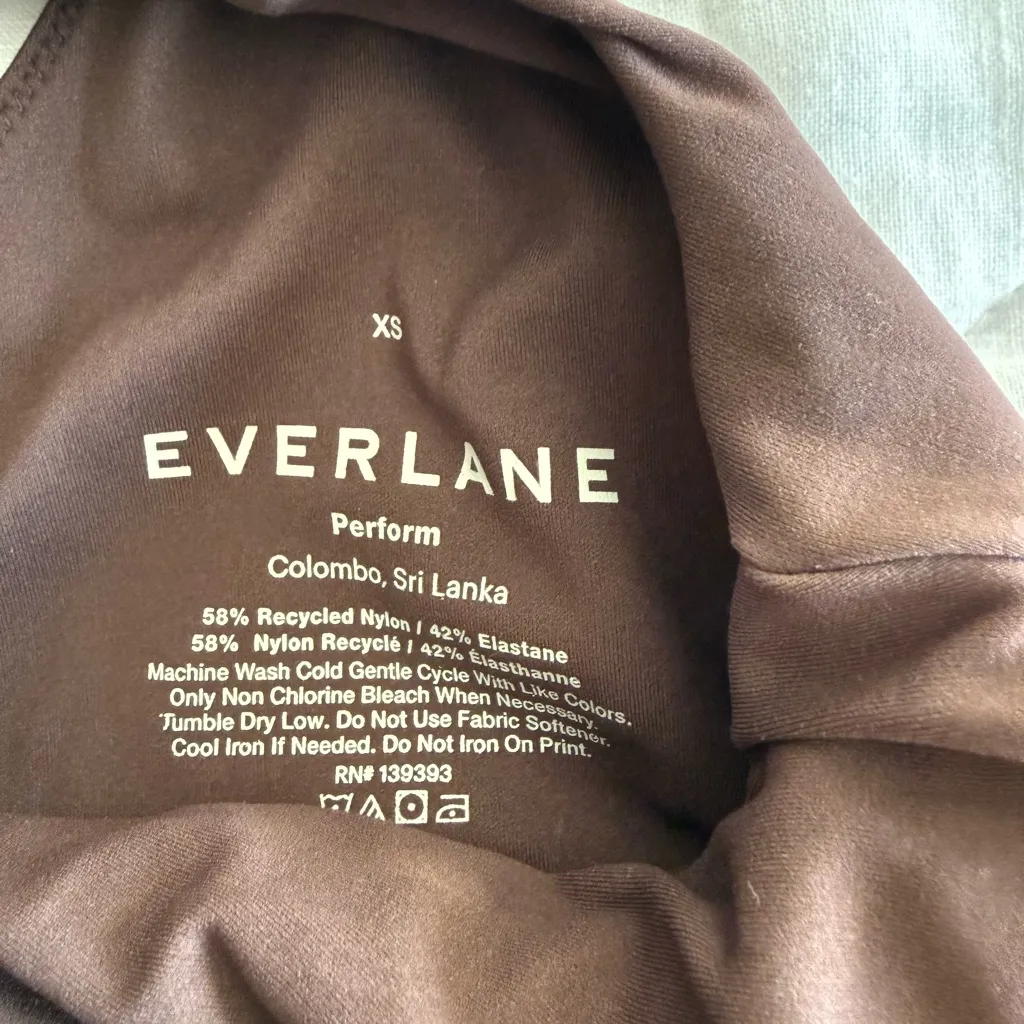 XS
EVERLANE
Perform
Colombo, Sri Lanka
58% Recycled Nylon | 42% Elastane
58% Nylon Recyclé | 42% Élasthanne
Machine Wash Cold Gentle Cycle With Like Colors.
Only Non Chlorine Bleach When Necessary.
Tumble Dry Low. Do Not Use Fabric Softener.
Cool Iron If Needed. Do Not Iron On Print.
RN# 139393